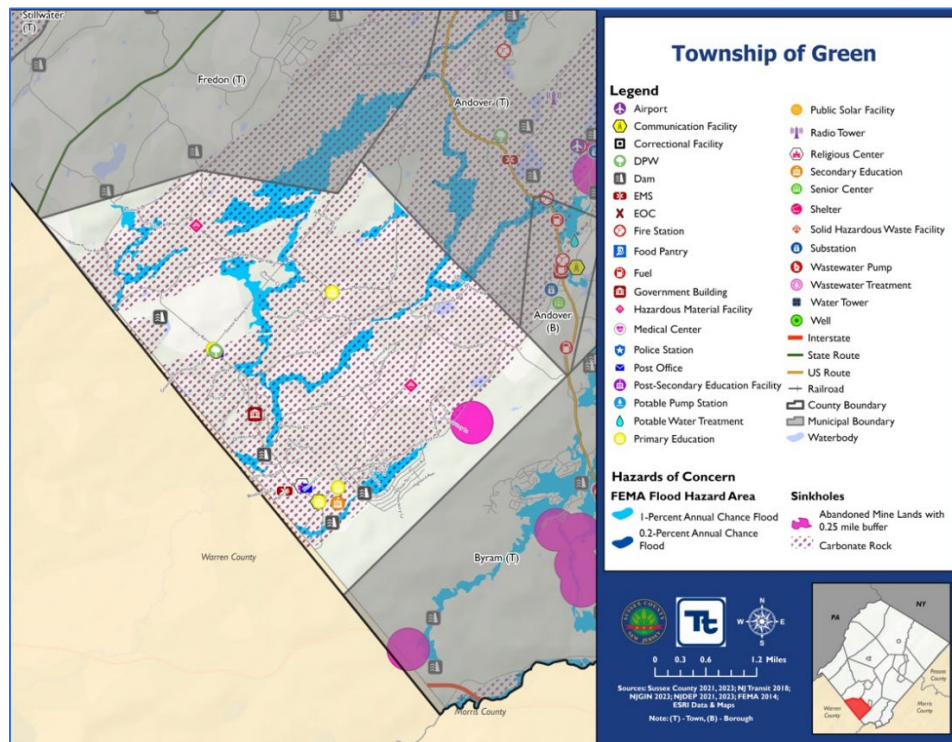 Stillwater
(T)
Fredon (T)
Andover (T)
Andover
(B)
Byram (T)
Warren County
Morris County
Township of Green
Legend
Airport
Communication Facility
Correctional Facility
DPW
Dam
EMS
EOC
Fire Station
Food Pantry
Fuel
Government Building
Hazardous Material Facility
Medical Center
Police Station
Post Office
Post-Secondary Education Facility
Potable Pump Station
Potable Water Treatment
Primary Education
Public Solar Facility
Radio Tower
Religious Center
Secondary Education
Senior Center
Shelter
Solid Hazardous Waste Facility
Substation
Wastewater Pump
Wastewater Treatment
Water Tower
Well
Interstate
State Route
US Route
Railroad
County Boundary
Municipal Boundary
Waterbody
Hazards of Concern
FEMA Flood Hazard Area
1-Percent Annual Chance Flood
0.2-Percent Annual Chance
Flood
Sinkholes
Abandoned Mine Lands with
0.25 mile buffer
Carbonate Rock
SUSSEX COUNTY
NEW JERSEY
Tt
N
W E
S
0 0.3 0.6 1.2 Miles
Sources: Sussex County 2021, 2023; NJ Transit 2018;
NJGIN 2023; NJDEP 2021, 2023; FEMA 2014;
ESRI Data & Maps
Note: (T) - Town, (B) - Borough
PA
NY
Passaic
County
Warren
County
Morris
County